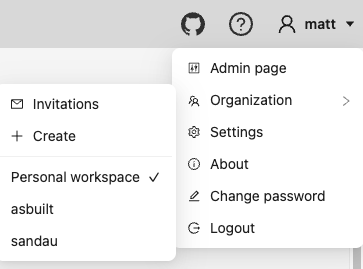 matt
Admin page
Organization
Settings
About
Change password
Logout
Invitations
Create
Personal workspace
asbuilt
sandau